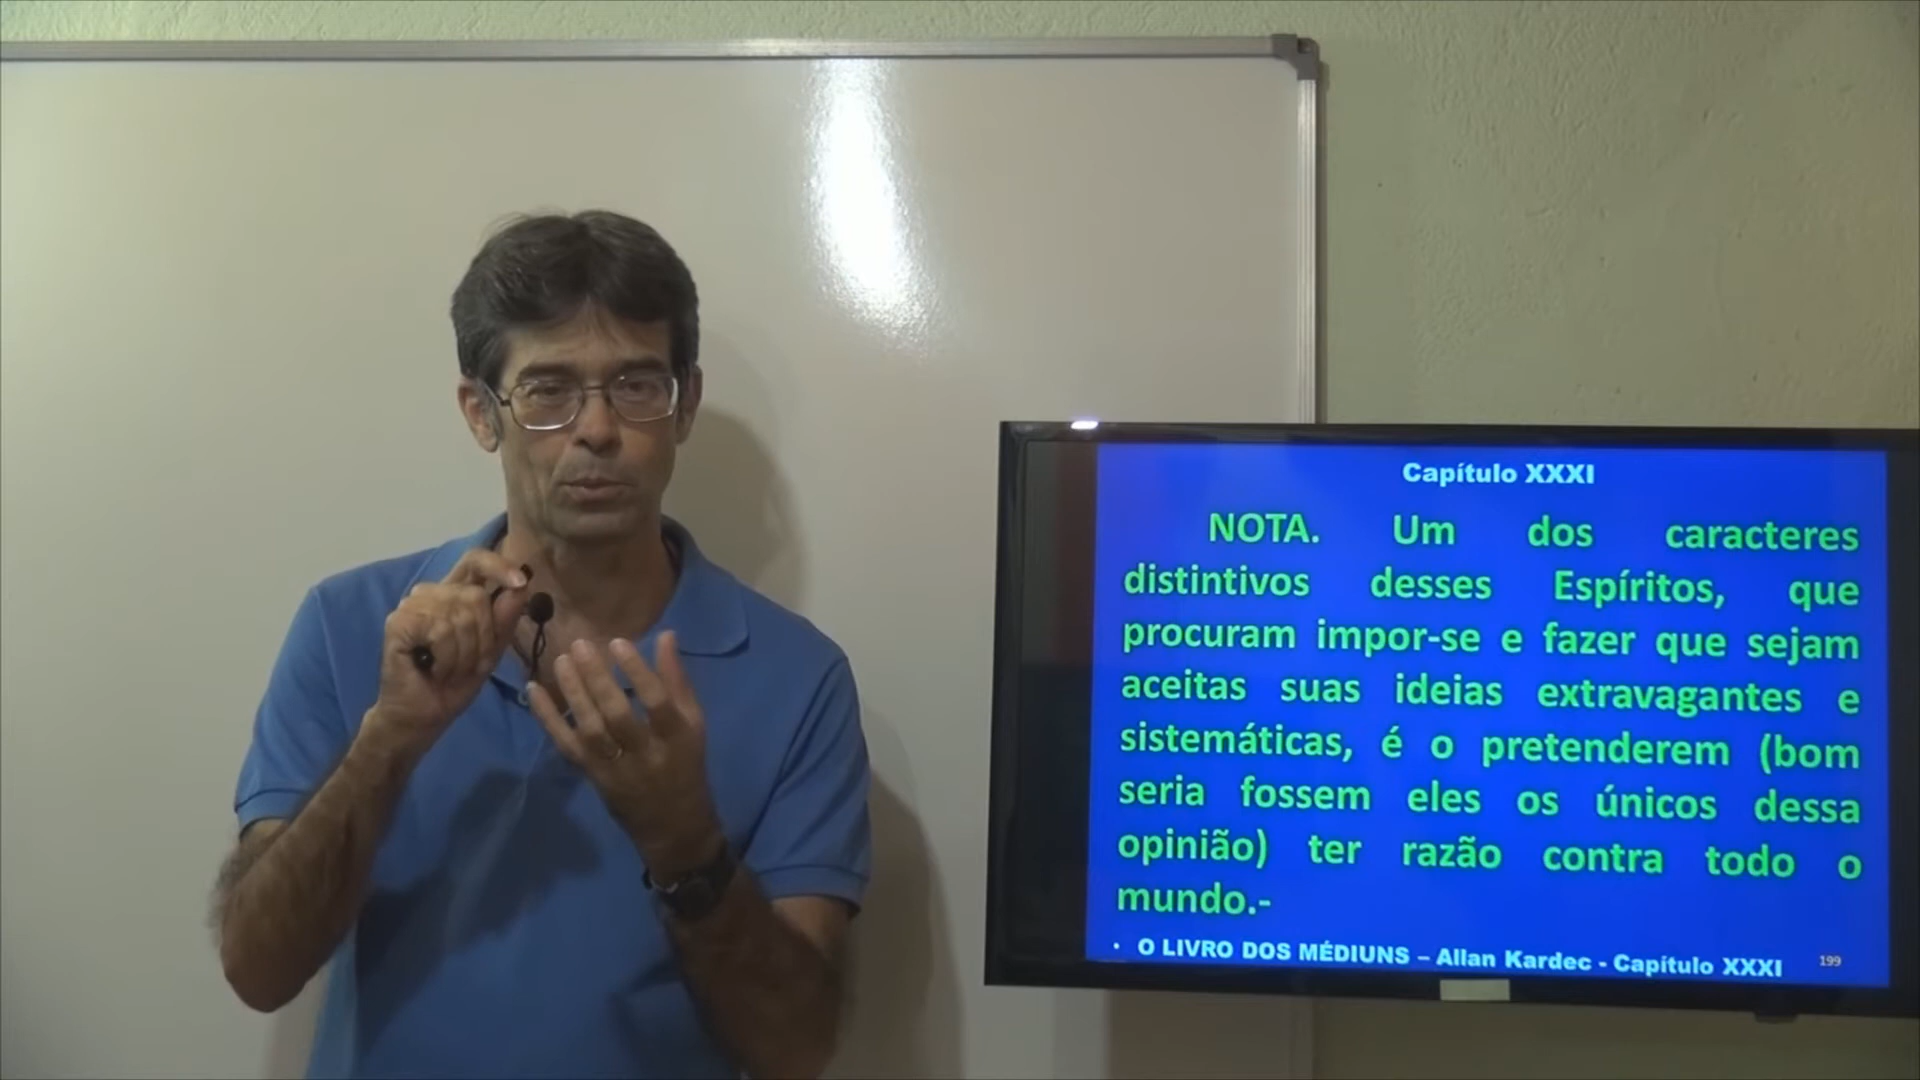 Capítulo XXXI
NOTA. Um dos caracteres
distintivos desses Espíritos, que
procuram impor-se e fazer que sejam
aceitas suas ideias extravagantes e
sistemáticas, é o pretenderem (bom
seria fossem eles os únicos dessa
opinião) ter razão contra todo o
mundo.-
• O LIVRO DOS MÉDIUNS – Allan Kardec - Capítulo XXXI 199